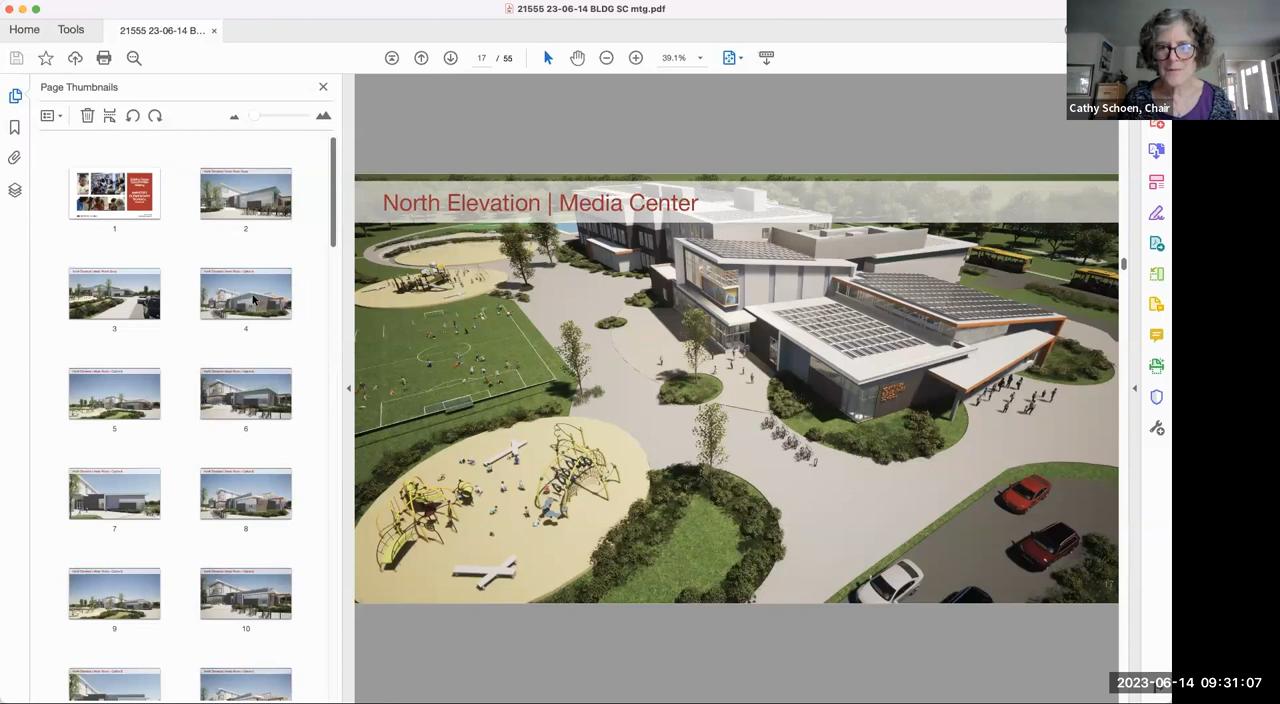 21555 23-06-14 BLDG SC mtg.pdf
Home Tools 21555 23-06-14 B... ×
17 / 55 39.1%
Page Thumbnails
Cathy Schoen, Chair
North Elevation | Media Center
1 2
3 4
5 6
7 8
9 10
2023-06-14 09:31:07